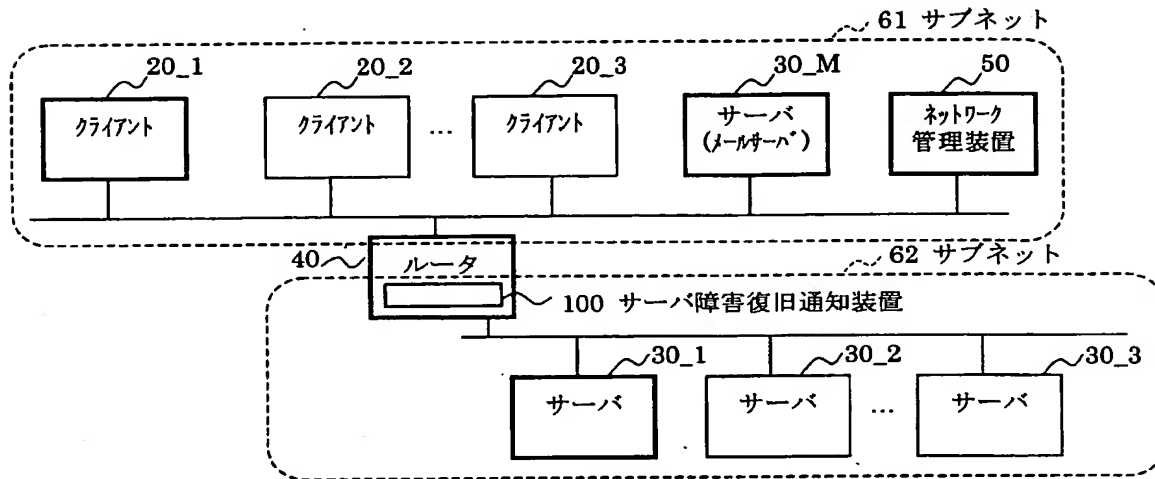 61 サブネット
20_1
20_2
20_3
30_M
50
クライアント
クライアント
...
クライアント
サーバ
(メールサーバ)
ネットワーク
管理装置
40
ルータ
62 サブネット
100 サーバ障害復旧通知装置
30_1
30_2
30_3
サーバ
サーバ
...
サーバ